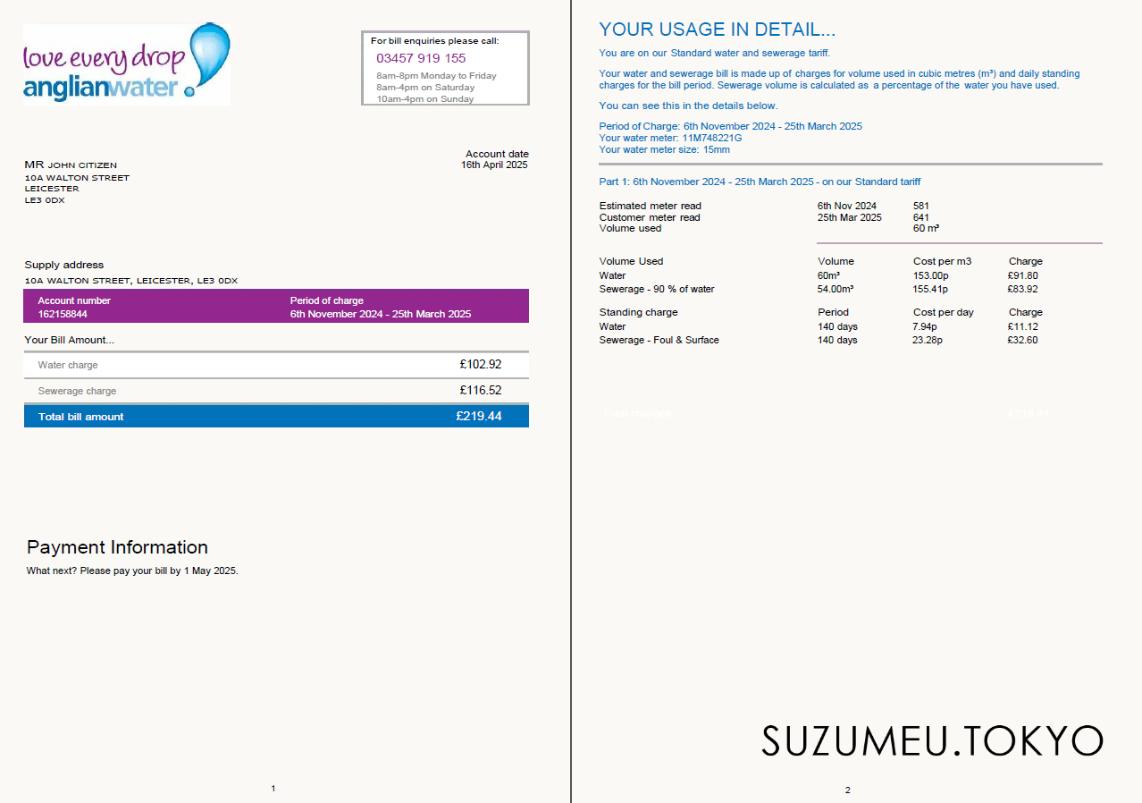 love every drop
anglianwater
For bill enquiries please call:
03457 919 155
8am-8pm Monday to Friday
8am-4pm on Saturday
10am-4pm on Sunday
MR JOHN CITIZEN
10A WALTON STREET
LEICESTER
LE3 0DX
Account date
16th April 2025
Supply address
10A WALTON STREET, LEICESTER, LE3 0DX
Account number Period of charge
162158844 6th November 2024 - 25th March 2025
Your Bill Amount...
Water charge £102.92
Sewerage charge £116.52
Total bill amount £219.44
Payment Information
What next? Please pay your bill by 1 May 2025.
1
YOUR USAGE IN DETAIL...
You are on our Standard water and sewerage tariff.
Your water and sewerage bill is made up of charges for volume used in cubic metres (m³) and daily standing
charges for the bill period. Sewerage volume is calculated as a percentage of the water you have used.
You can see this in the details below.
Period of Charge: 6th November 2024 - 25th March 2025
Your water meter: 11M748221G
Your water meter size: 15mm
Part 1: 6th November 2024 - 25th March 2025 - on our Standard tariff
Estimated meter read 6th Nov 2024 581
Customer meter read 25th Mar 2025 641
Volume used 60 m³
Volume Used Volume Cost per m3 Charge
Water 60m³ 153.00p £91.80
Sewerage - 90 % of water 54.00m³ 155.41p £83.92
Standing charge Period Cost per day Charge
Water 140 days 7.94p £11.12
Sewerage - Foul & Surface 140 days 23.28p £32.60
SUZUMEU.TOKYO
2